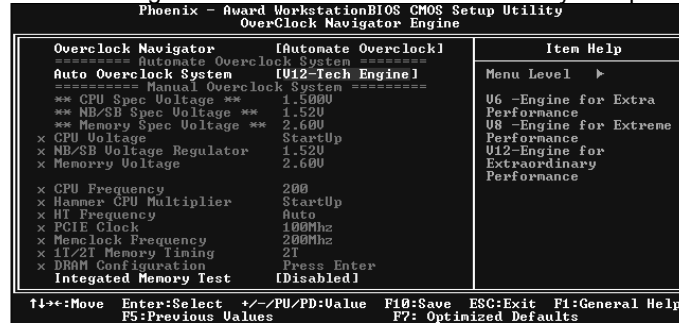 Phoenix - Award WorkstationBIOS CMOS Setup Utility
OverClock Navigator Engine
Overclock Navigator [Automate Overclock]
========= Automate Overclock System ========
Auto Overclock System [V12-Tech Engine]
========== Manual Overclock System =========
** CPU Spec Voltage ** 1.500V
** NB/SB Spec Voltage ** 1.52V
** Memory Spec Voltage ** 2.60V
x CPU Voltage StartUp
x NB/SB Voltage Regulator 1.52V
x Memorry Voltage 2.60V
x CPU Frequency 200
x Hammer CPU Multiplier StartUp
x HT Frequency Auto
x PCIE Clock 100Mhz
x Memclock Frequency 200Mhz
x 1T/2T Memory Timing 2T
x DRAM Configuration Press Enter
Integated Memory Test [Disabled]
Item Help
Menu Level ►
V6 -Engine for Extra
Performance
V8 -Engine for Extreme
Performance
V12-Engine for
Extraordinary
Performance
↑↓→←:Move Enter:Select +/-/PU/PD:Value F10:Save ESC:Exit F1:General Help
F5:Previous Values F7: Optimized Defaults